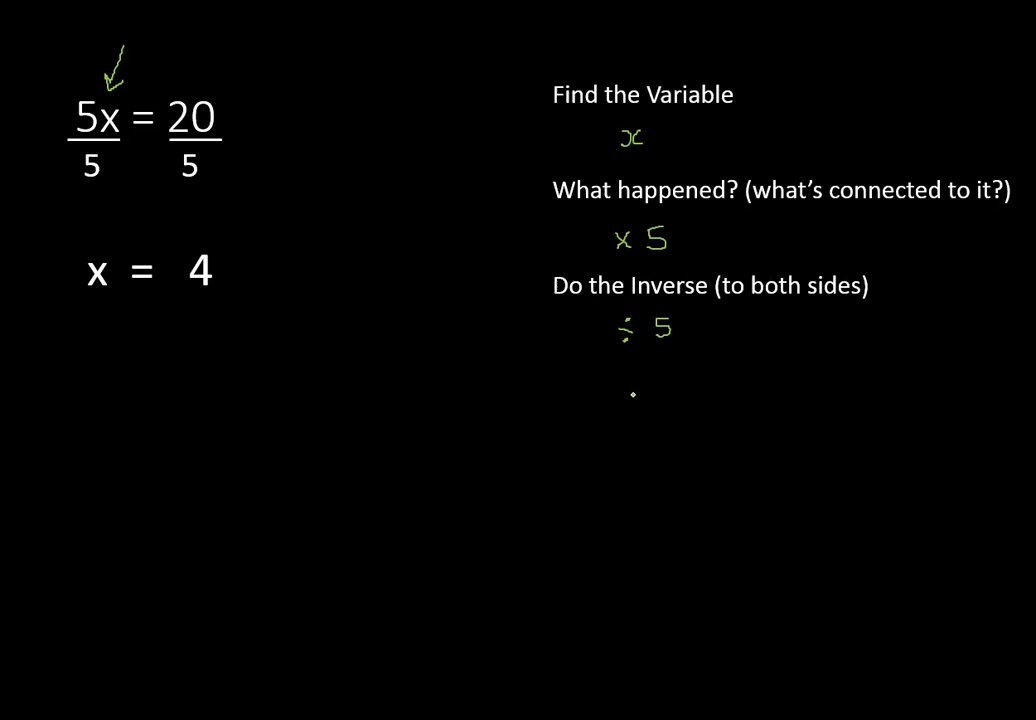 5x = 20
5 5
x = 4
Find the Variable
x
What happened? (what's connected to it?)
x 5
Do the Inverse (to both sides)
÷ 5